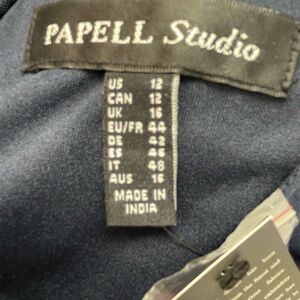 PAPELL Studio
US 12
CAN 12
UK 16
EU/FR 44
DE 42
ES 46
IT 48
AUS 16
MADE IN
INDIA